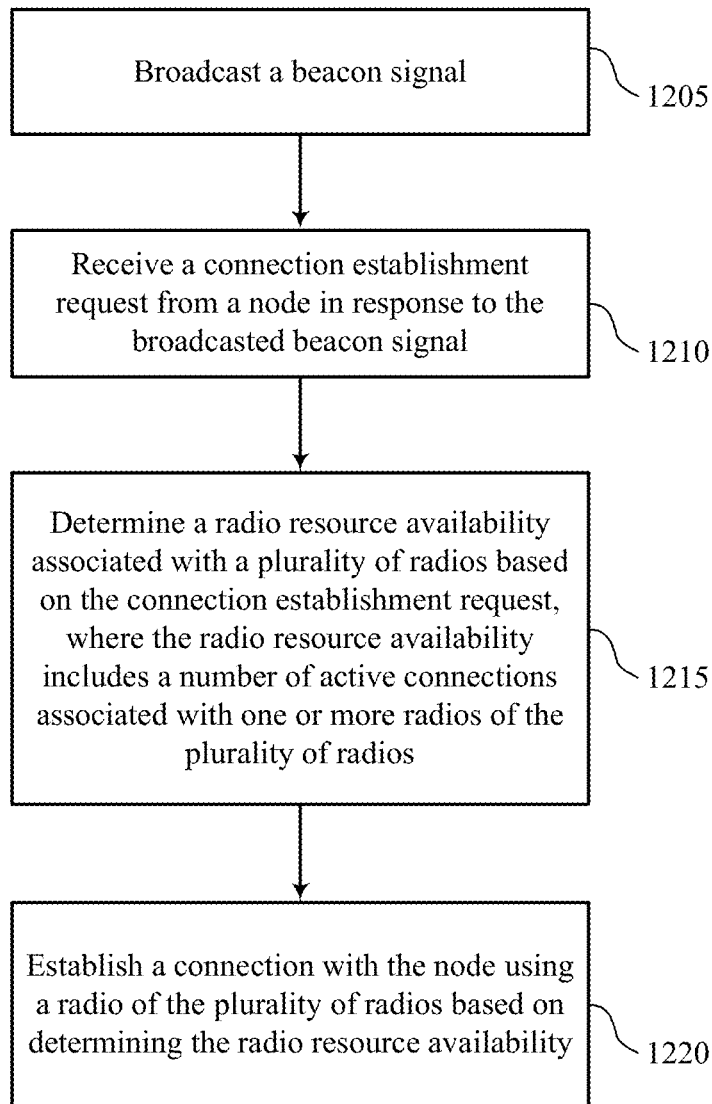 Broadcast a beacon signal
1205
Receive a connection establishment
request from a node in response to the
broadcasted beacon signal
1210
Determine a radio resource availability
associated with a plurality of radios based
on the connection establishment request,
where the radio resource availability
includes a number of active connections
associated with one or more radios of the
plurality of radios
1215
Establish a connection with the node using
a radio of the plurality of radios based on
determining the radio resource availability
1220